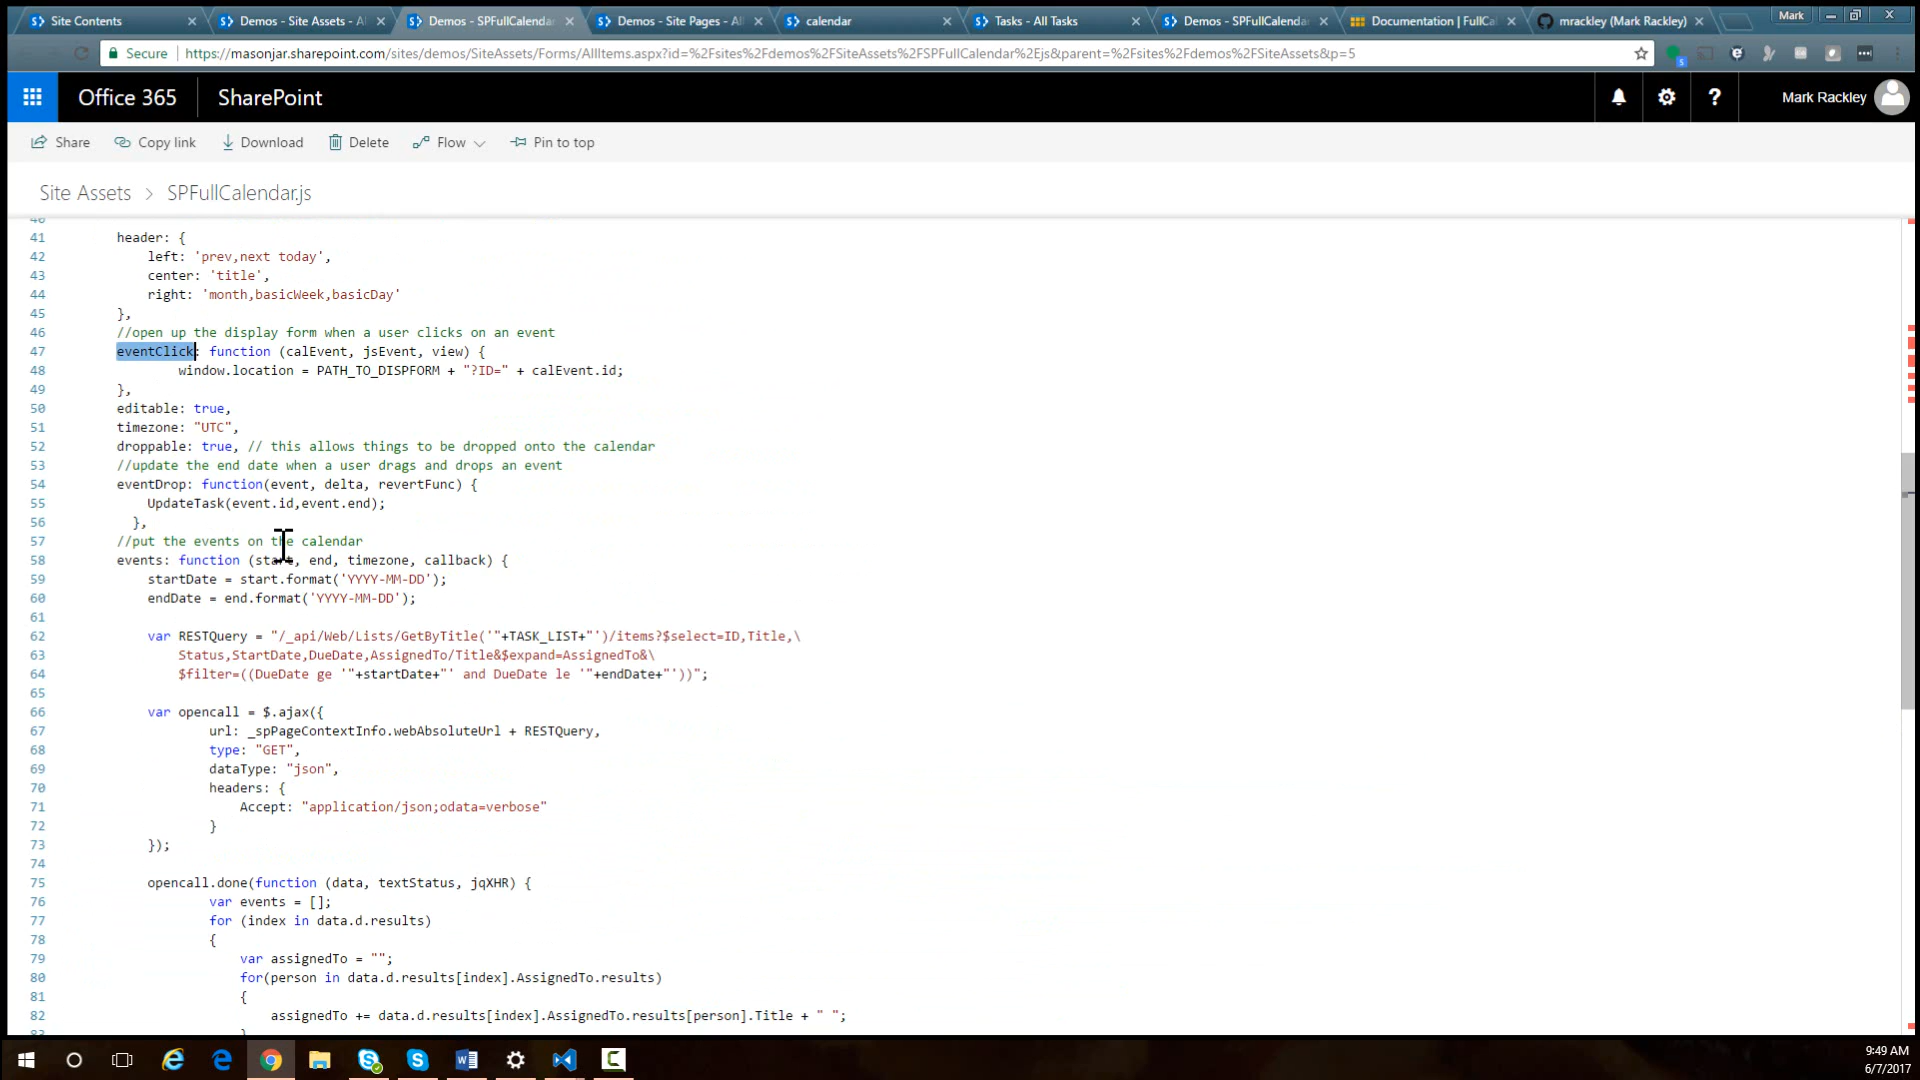 Site Contents
Demos - Site Assets - A
Demos - SPFullCalenda
Demos - Site Pages - Al
calendar
Tasks - All Tasks
Demos - SPFullCalenda
Documentation | FullCa
mrackley (Mark Rackley)
Mark
Secure
https://masonjar.sharepoint.com/sites/demos/SiteAssets/Forms/AllItems.aspx?id=%2Fsites%2Fdemos%2FSiteAssets%2FSPFullCalendar%2Ejs&parent=%2Fsites%2Fdemos%2FSiteAssets&p=5
Office 365
SharePoint
Mark Rackley
Share
Copy link
Download
Delete
Flow
Pin to top
Site Assets > SPFullCalendar.js
40
41 header: {
42 left: 'prev,next today',
43 center: 'title',
44 right: 'month,basicWeek,basicDay'
45 },
46 //open up the display form when a user clicks on an event
47 eventClick: function (calEvent, jsEvent, view) {
48 window.location = PATH_TO_DISPFORM + "?ID=" + calEvent.id;
49 },
50 editable: true,
51 timezone: "UTC",
52 droppable: true, // this allows things to be dropped onto the calendar
53 //update the end date when a user drags and drops an event
54 eventDrop: function(event, delta, revertFunc) {
55 UpdateTask(event.id,event.end);
56 },
57 //put the events on the calendar
58 events: function (start, end, timezone, callback) {
59 startDate = start.format('YYYY-MM-DD');
60 endDate = end.format('YYYY-MM-DD');
61
62 var RESTQuery = "/_api/Web/Lists/GetByTitle('"+TASK_LIST+"')/items?$select=ID,Title,\
63 Status,StartDate,DueDate,AssignedTo/Title&$expand=AssignedTo&\
64 $filter=((DueDate ge '"+startDate+"' and DueDate le '"+endDate+"'))";
65
66 var opencall = $.ajax({
67 url: _spPageContextInfo.webAbsoluteUrl + RESTQuery,
68 type: "GET",
69 dataType: "json",
70 headers: {
71 Accept: "application/json;odata=verbose"
72 }
73 });
74
75 opencall.done(function (data, textStatus, jqXHR) {
76 var events = [];
77 for (index in data.d.results)
78 {
79 var assignedTo = "";
80 for(person in data.d.results[index].AssignedTo.results)
81 {
82 assignedTo += data.d.results[index].AssignedTo.results[person].Title + " ";
83 }
9:49 AM
6/7/2017